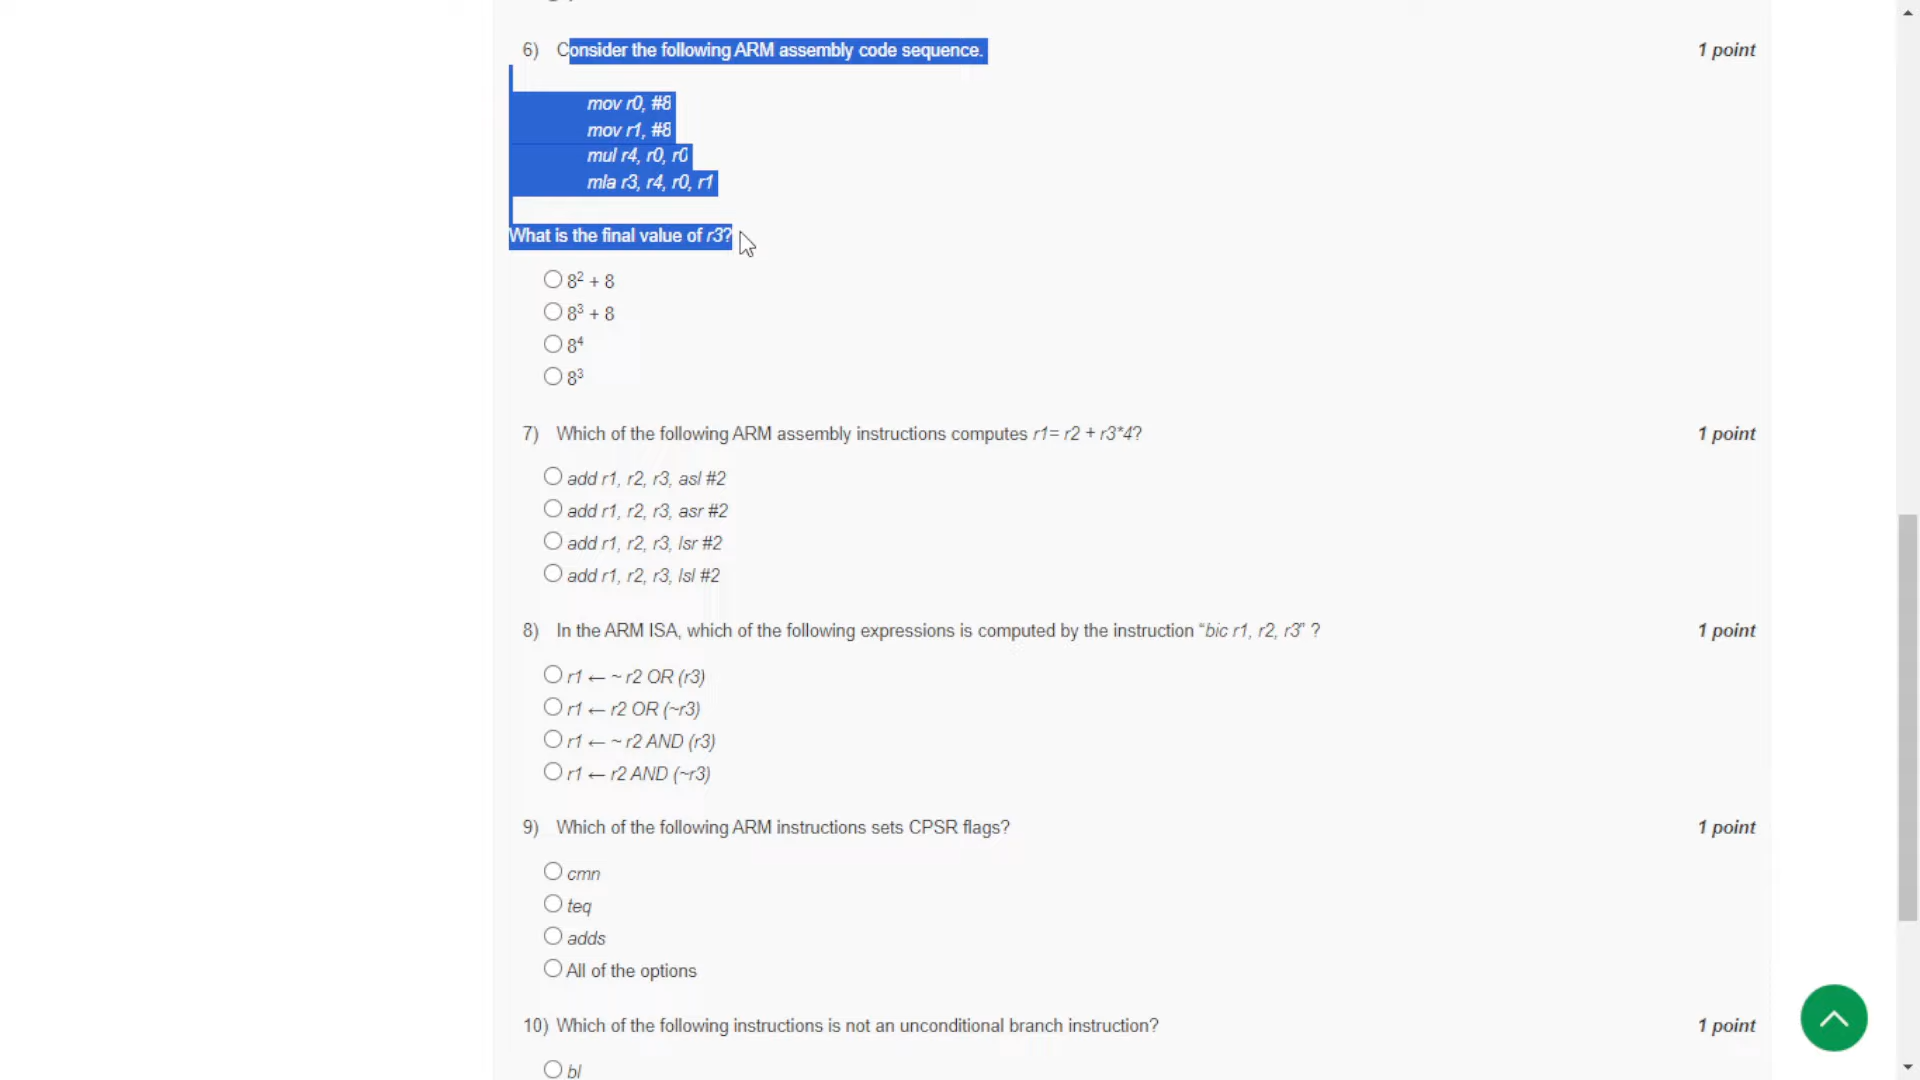 6) Consider the following ARM assembly code sequence. 1 point
mov r0, #8
mov r1, #8
mul r4, r0, r0
mla r3, r4, r0, r1
What is the final value of r3?
8² + 8
8³ + 8
8⁴
8³
7) Which of the following ARM assembly instructions computes r1= r2 + r3*4? 1 point
add r1, r2, r3, asl #2
add r1, r2, r3, asr #2
add r1, r2, r3, lsr #2
add r1, r2, r3, lsl #2
8) In the ARM ISA, which of the following expressions is computed by the instruction “bic r1, r2, r3” ? 1 point
r1 ← ~ r2 OR (r3)
r1 ← r2 OR (~r3)
r1 ← ~ r2 AND (r3)
r1 ← r2 AND (~r3)
9) Which of the following ARM instructions sets CPSR flags? 1 point
cmn
teq
adds
All of the options
10) Which of the following instructions is not an unconditional branch instruction? 1 point
bl